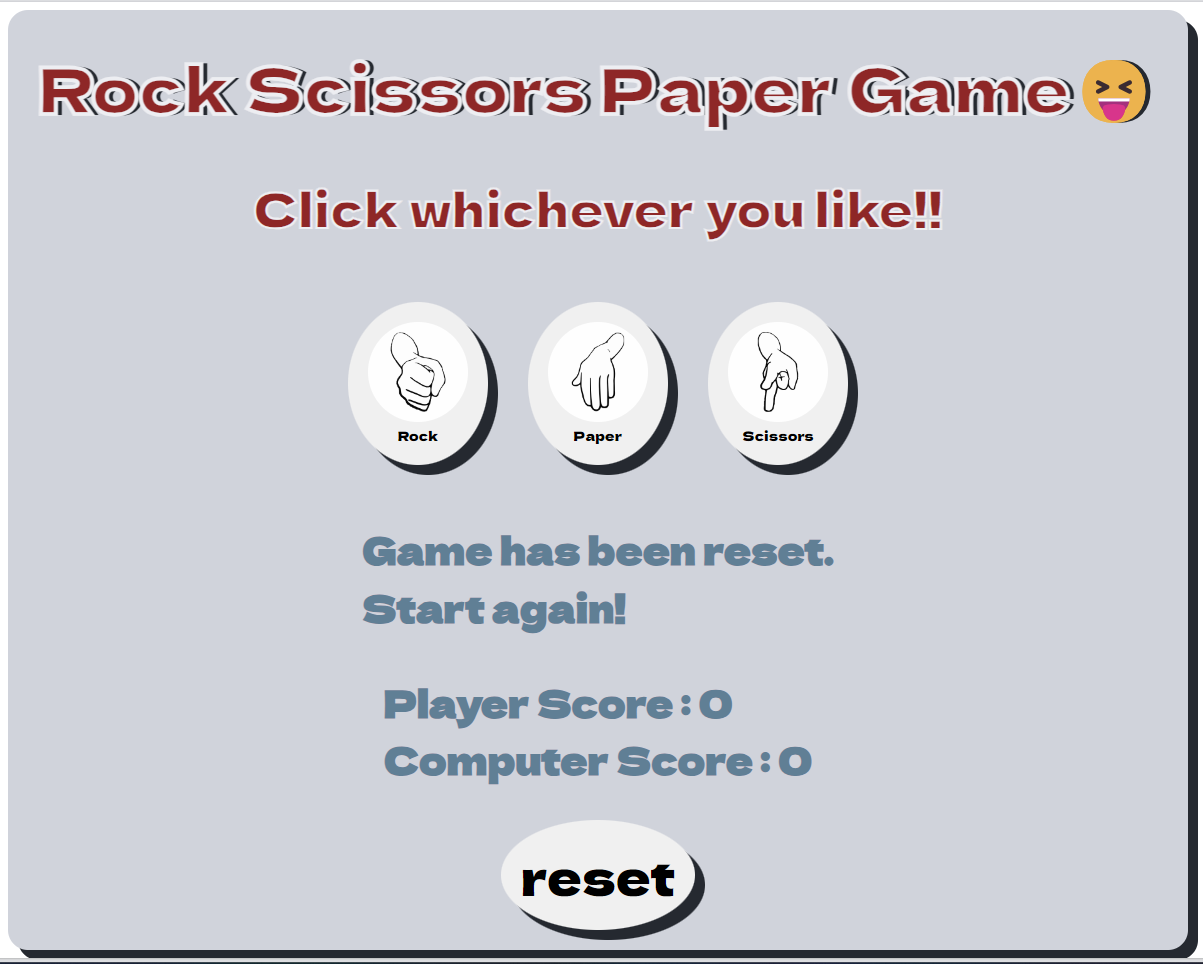 Rock Scissors Paper Game😝
Click whichever you like!!
Rock Paper Scissors
Game has been reset.
Start again!
Player Score : 0
Computer Score : 0
reset